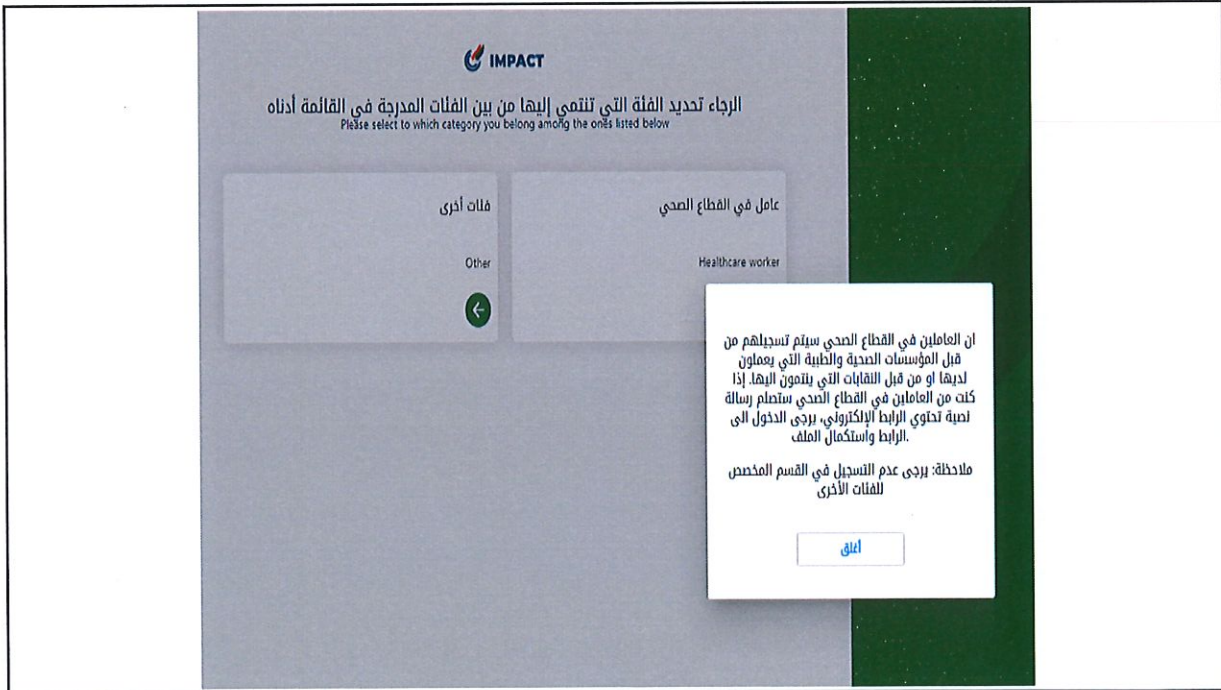 IMPACT
الرجاء تحديد الفئة التي تنتمي إليها من بين الفئات المدرجة في القائمة أدناه
Please select to which category you belong among the ones listed below
عامل في القطاع الصحي
Healthcare worker
فئات أخرى
Other
ان العاملين في القطاع الصحي سيتم تسجيلهم من
قبل المؤسسات الصحية والطبية التي يعملون
لديها او من قبل النقابات التي ينتمون اليها. إذا
كنت من العاملين في القطاع الصحي ستصلم رسالة
نصية تحتوي الرابط الإلكتروني، يرجى الدخول الى
.الرابط واستكمال الملف
ملاحظة: يرجى عدم التسجيل في القسم المخصص
للفئات الأخرى
أغلق